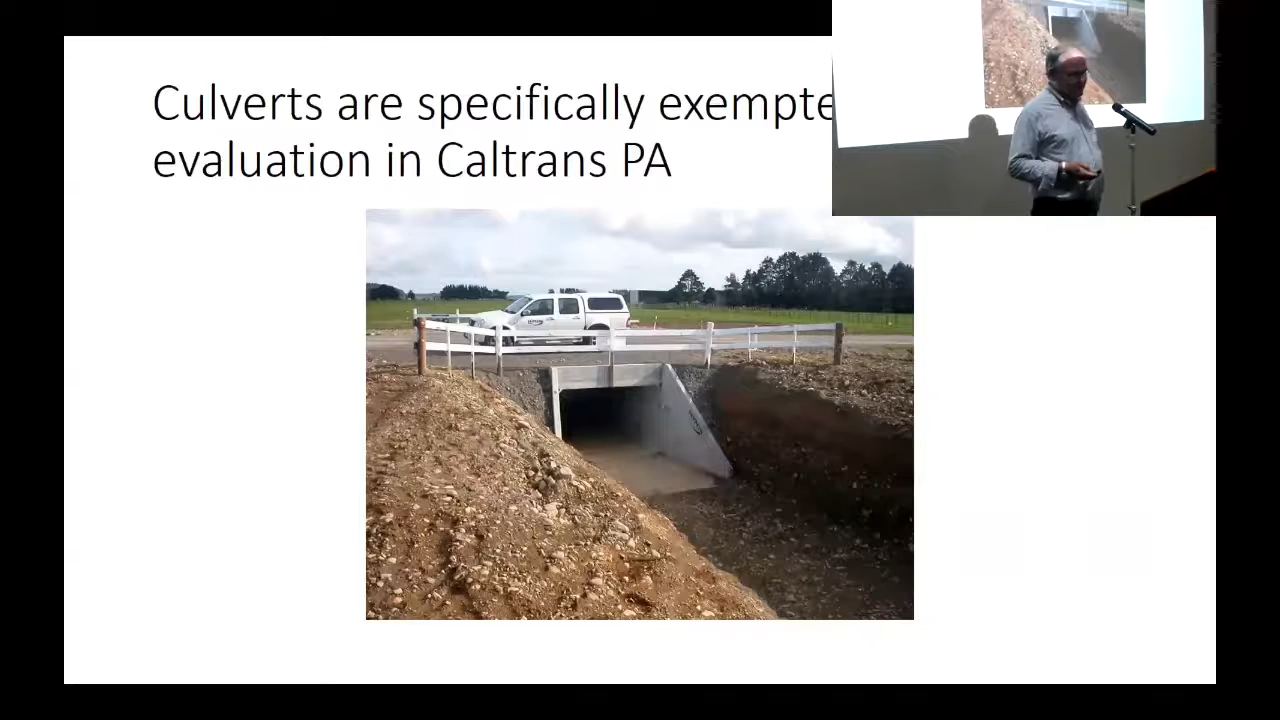 Culverts are specifically exempte
evaluation in Caltrans PA